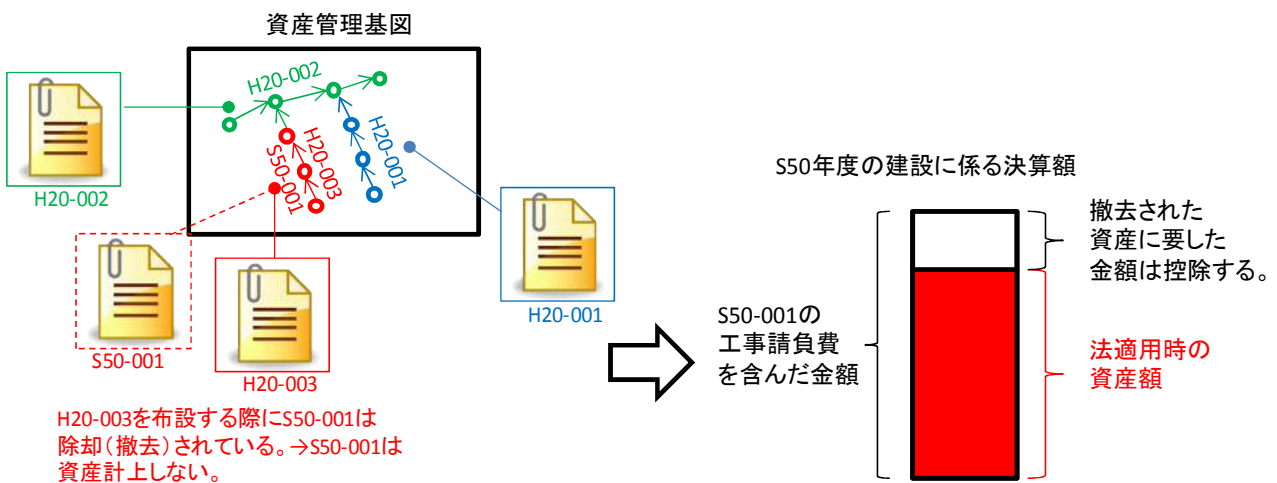 資産管理基図
H20-002
H20-001
H20-003
S50-001
H20-002
S50-001
H20-003
H20-001
H20-003を布設する際にS50-001は
除却(撤去)されている。→S50-001は
資産計上しない。
S50年度の建設に係る決算額
S50-001の
工事請負費
を含んだ金額
撤去された
資産に要した
金額は控除する。
法適用時の
資産額